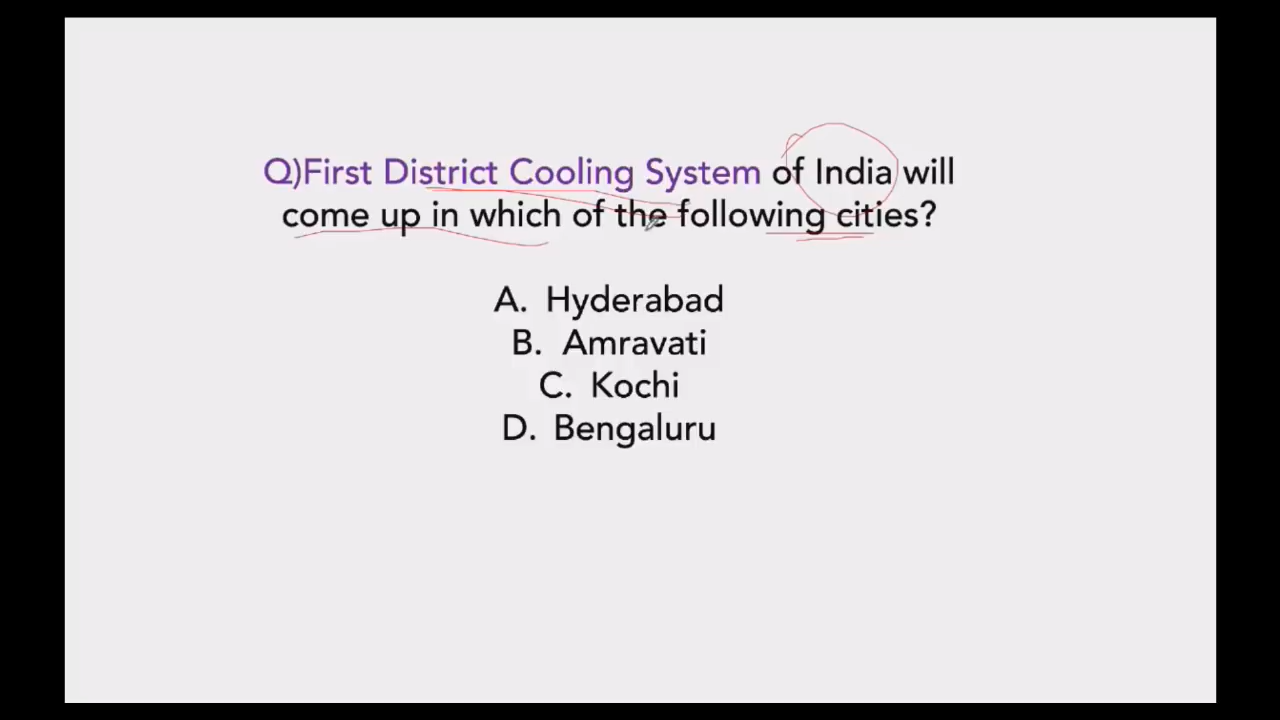 Q)First District Cooling System of India will
come up in which of the following cities?
A. Hyderabad
B. Amravati
C. Kochi
D. Bengaluru